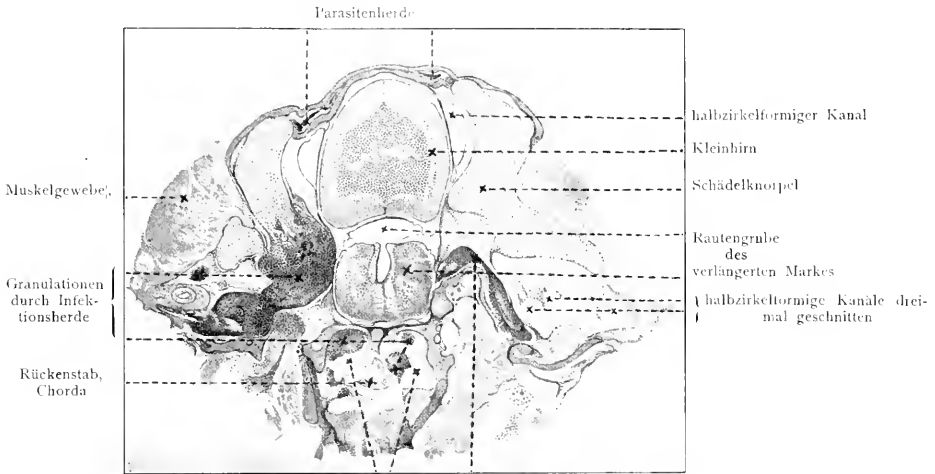 Parasitenherde
halbzirkelförmiger Kanal
Kleinhirn
Schädelknorpel
Muskelgewebe,
Rautengrube
des
verlängerten Markes
Granulationen
durch Infek-
tionsherde
halbzirkelförmige Kanäle drei-
mal geschnitten
Rückenstab,
Chorda